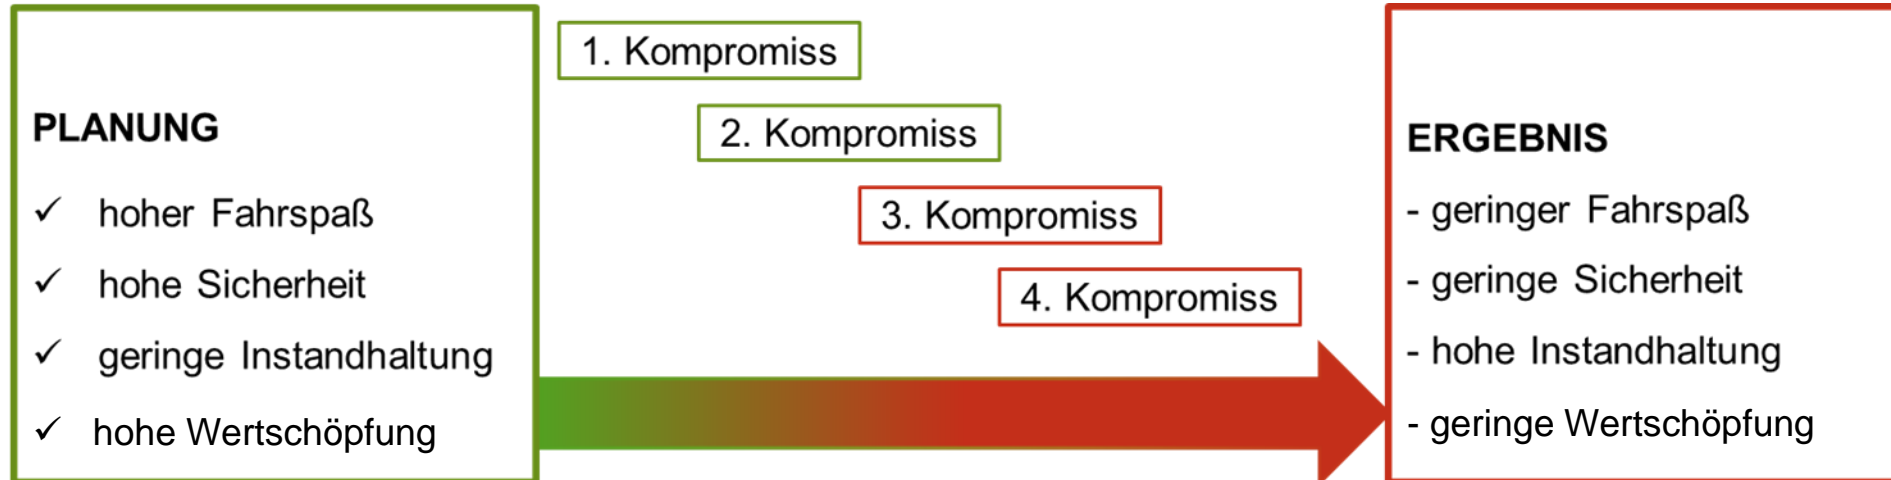 PLANUNG
✓ hoher Fahrspaß
✓ hohe Sicherheit
✓ geringe Instandhaltung
✓ hohe Wertschöpfung
1. Kompromiss
2. Kompromiss
3. Kompromiss
4. Kompromiss
ERGEBNIS
- geringer Fahrspaß
- geringe Sicherheit
- hohe Instandhaltung
- geringe Wertschöpfung